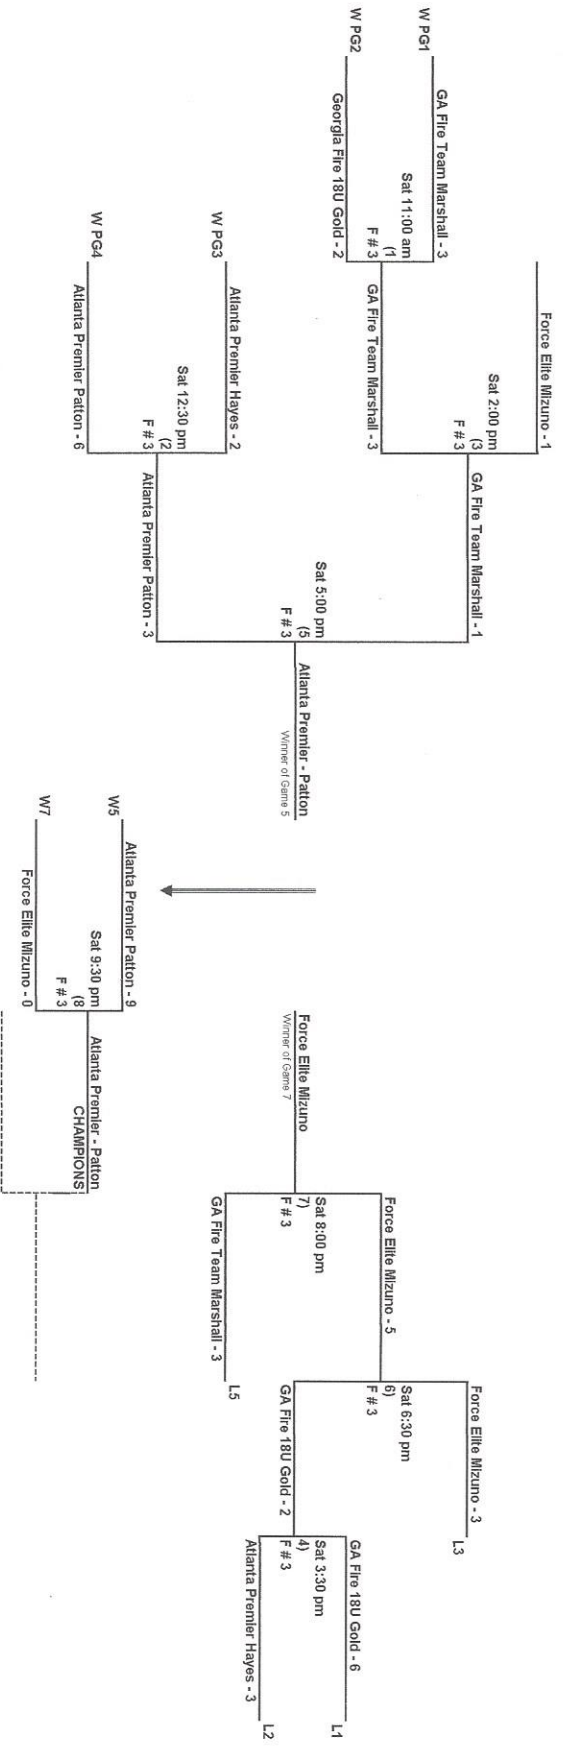 Force Elite Mizuno - 1
W PG1
GA Fire Team Marshall - 3
Sat 11:00 am
(1
F # 3
W PG2
Georgia Fire 18U Gold - 2
Sat 2:00 pm
(3
F # 3
GA Fire Team Marshall - 3
GA Fire Team Marshall - 1
W PG3
Atlanta Premier Hayes - 2
Sat 12:30 pm
(2
F # 3
W PG4
Atlanta Premier Patton - 6
Atlanta Premier Patton - 3
Sat 5:00 pm
(5
F # 3
Atlanta Premier - Patton
Winner of Game 5
W5
Atlanta Premier Patton - 9
Sat 9:30 pm
(8
F # 3
W7
Force Elite Mizuno - 0
Atlanta Premier - Patton
CHAMPIONS
Force Elite Mizuno
Winner of Game 7
Force Elite Mizuno - 5
Sat 8:00 pm
7)
F # 3
GA Fire Team Marshall - 3
L5
Force Elite Mizuno - 3
L3
Sat 6:30 pm
6)
F # 3
GA Fire 18U Gold - 2
GA Fire 18U Gold - 6
L1
Sat 3:30 pm
4)
F # 3
Atlanta Premier Hayes - 3
L2